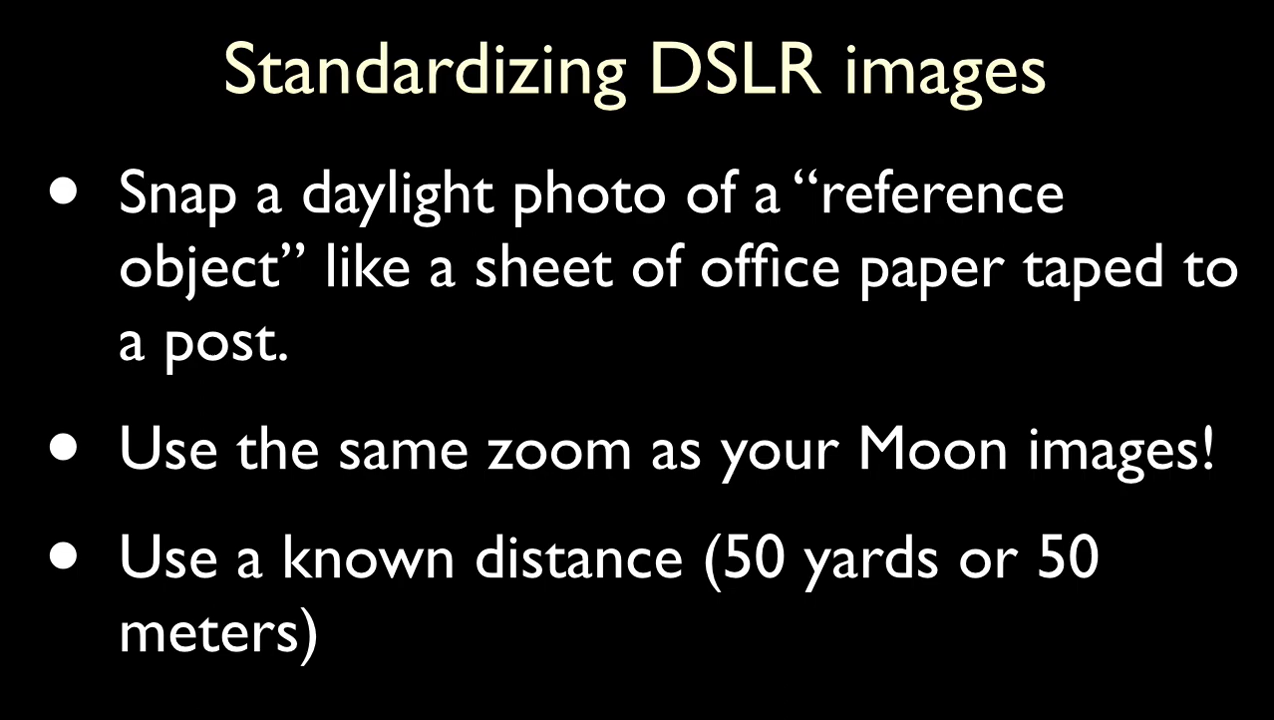 Standardizing DSLR images
• Snap a daylight photo of a “reference
object” like a sheet of office paper taped to
a post.
• Use the same zoom as your Moon images!
• Use a known distance (50 yards or 50
meters)